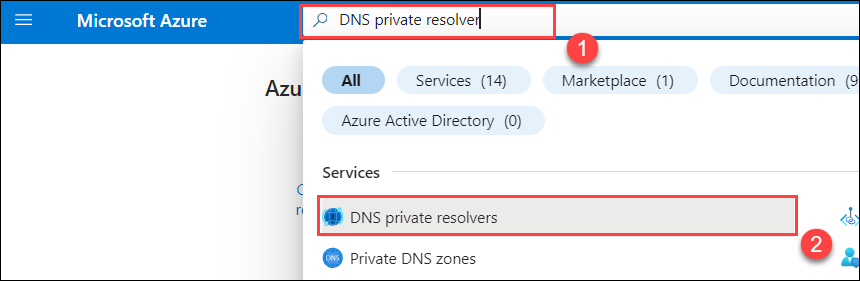 Microsoft Azure
DNS private resolver
1
All
Services (14)
Marketplace (1)
Documentation (9
Azure Active Directory (0)
Azu
Services
DNS private resolvers
2
DNS
Private DNS zones